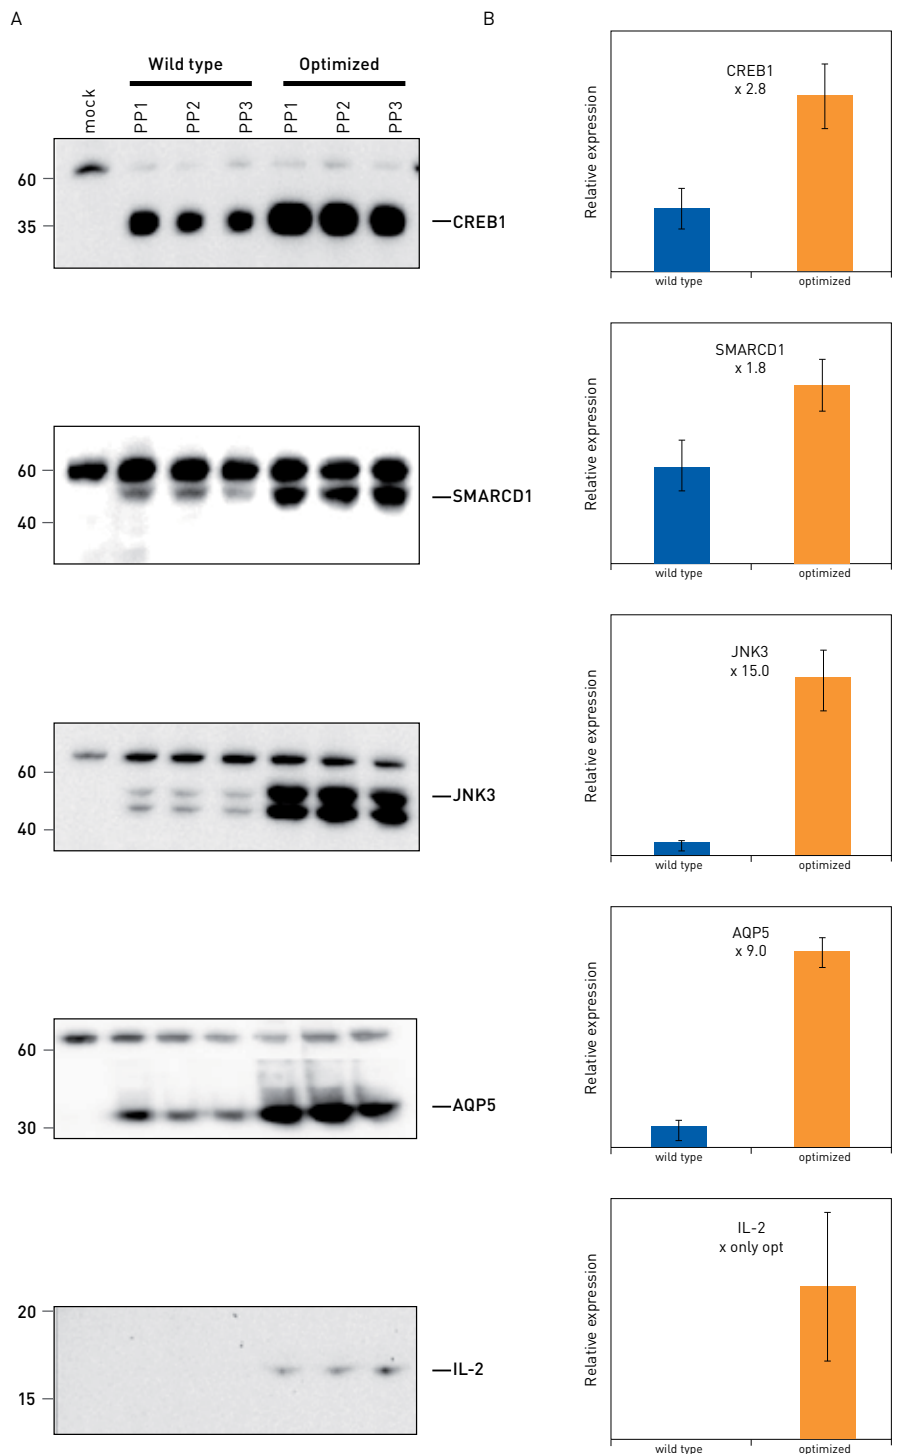 A
Wild type
Optimized
mock
PP1
PP2
PP3
PP1
PP2
PP3
60
35
CREB1
60
40
SMARCD1
60
40
JNK3
60
30
AQP5
20
15
IL-2
B
Relative expression
CREB1
x 2.8
wild type
optimized
Relative expression
SMARCD1
x 1.8
wild type
optimized
Relative expression
JNK3
x 15.0
wild type
optimized
Relative expression
AQP5
x 9.0
wild type
optimized
Relative expression
IL-2
x only opt
wild type
optimized